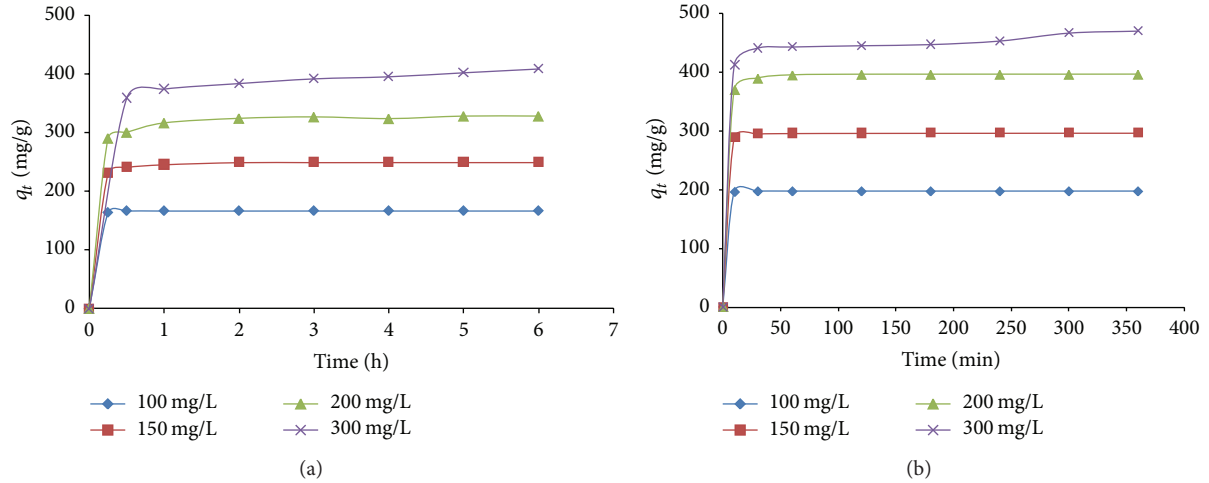 500
400
300
200
100
0
q_t (mg/g)
0 1 2 3 4 5 6 7
Time (h)
100 mg/L 200 mg/L
150 mg/L 300 mg/L
(a)
500
400
300
200
100
0
q_t (mg/g)
0 50 100 150 200 250 300 350 400
Time (min)
100 mg/L 200 mg/L
150 mg/L 300 mg/L
(b)